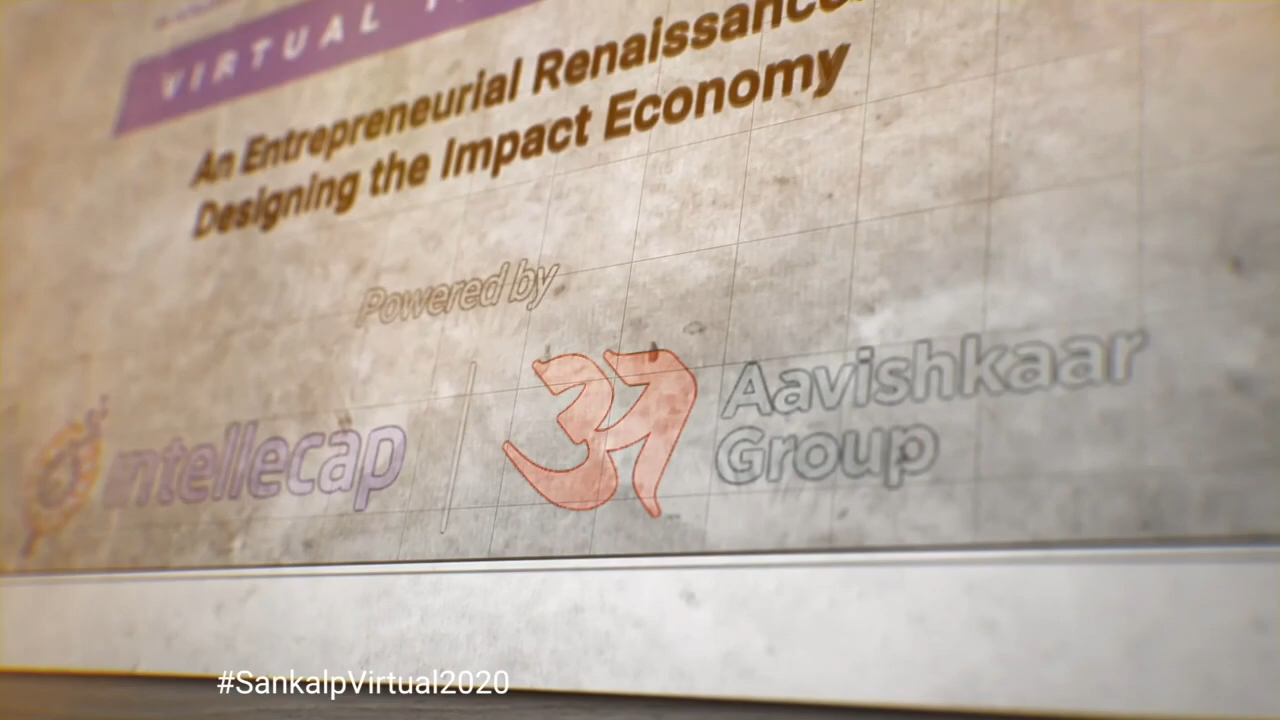 VIRTUAL
An Entrepreneurial Renaissance
Designing the Impact Economy
Powered by
intellecap
अ
Aavishkaar
Group
#SankalpVirtual2020